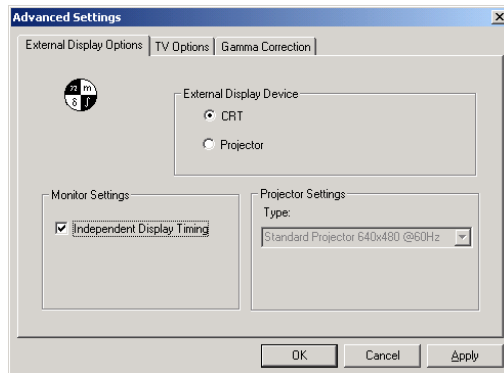 Advanced Settings
External Display Options
TV Options
Gamma Correction
n m
δ ∫
External Display Device
CRT
Projector
Monitor Settings
Independent Display Timing
Projector Settings
Type:
Standard Projector 640x480 @60Hz
OK
Cancel
Apply